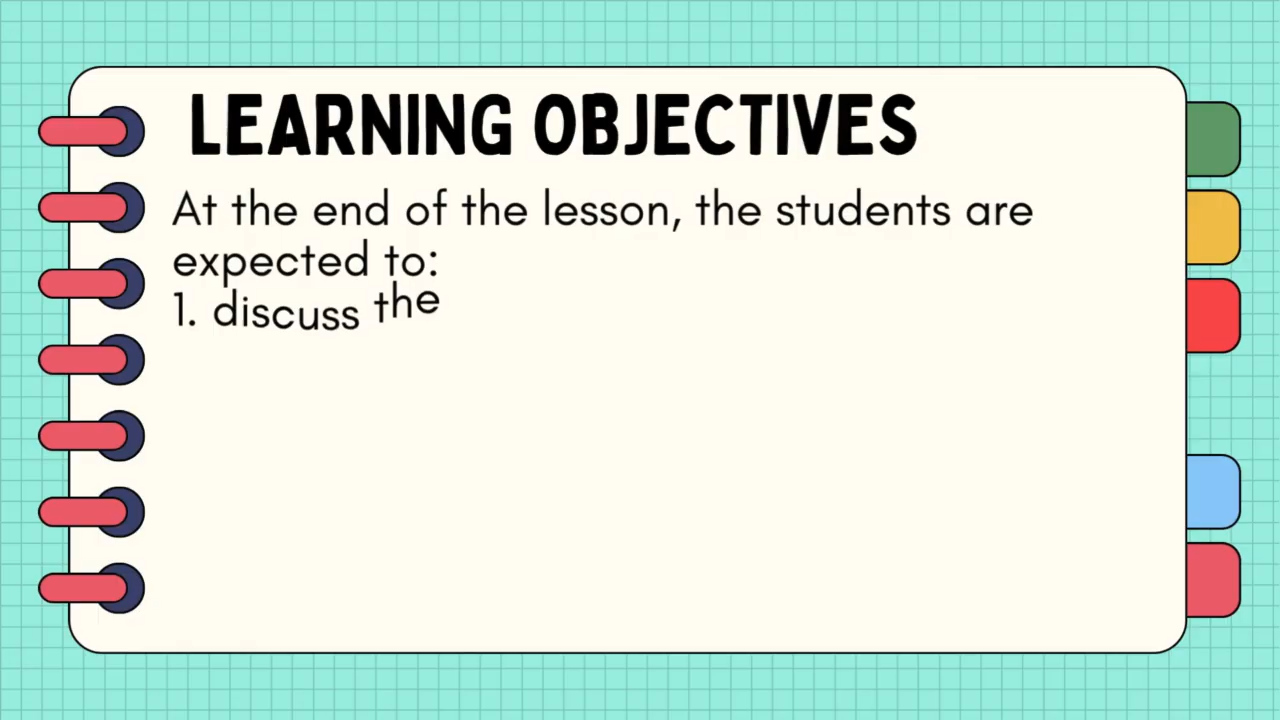 LEARNING OBJECTIVES
At the end of the lesson, the students are
expected to:
1. discuss the